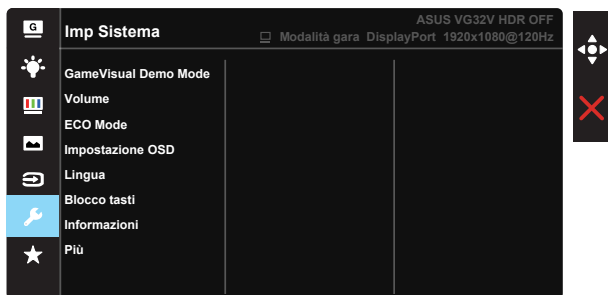 G
Imp Sistema
ASUS VG32V HDR OFF
Modalità gara DisplayPort 1920x1080@120Hz
GameVisual Demo Mode
Volume
ECO Mode
Impostazione OSD
Lingua
Blocco tasti
Informazioni
Più